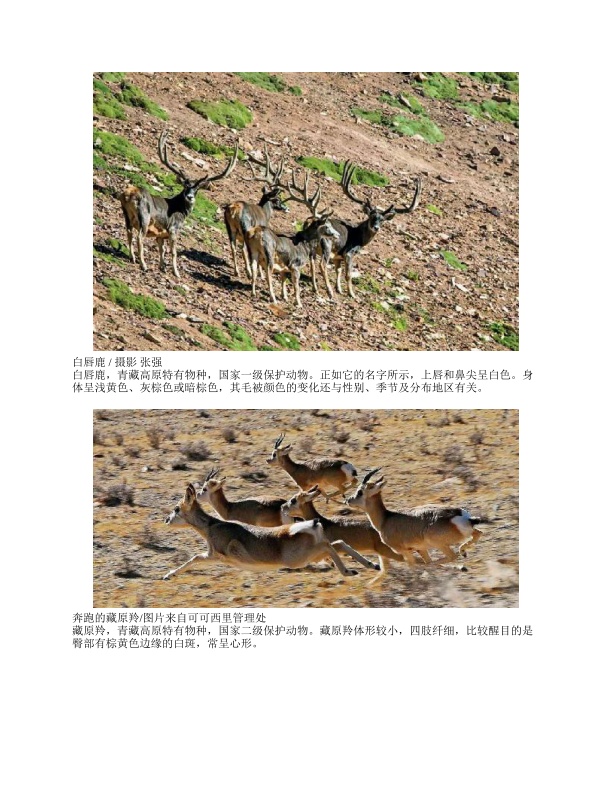 白唇鹿 / 摄影 张强
白唇鹿，青藏高原特有物种，国家一级保护动物。正如它的名字所示，上唇和鼻尖呈白色。身
体呈浅黄色、灰棕色或暗棕色，其毛被颜色的变化还与性别、季节及分布地区有关。
奔跑的藏原羚/图片来自可可西里管理处
藏原羚，青藏高原特有物种，国家二级保护动物。藏原羚体形较小，四肢纤细，比较醒目的是
臀部有棕黄色边缘的白斑，常呈心形。